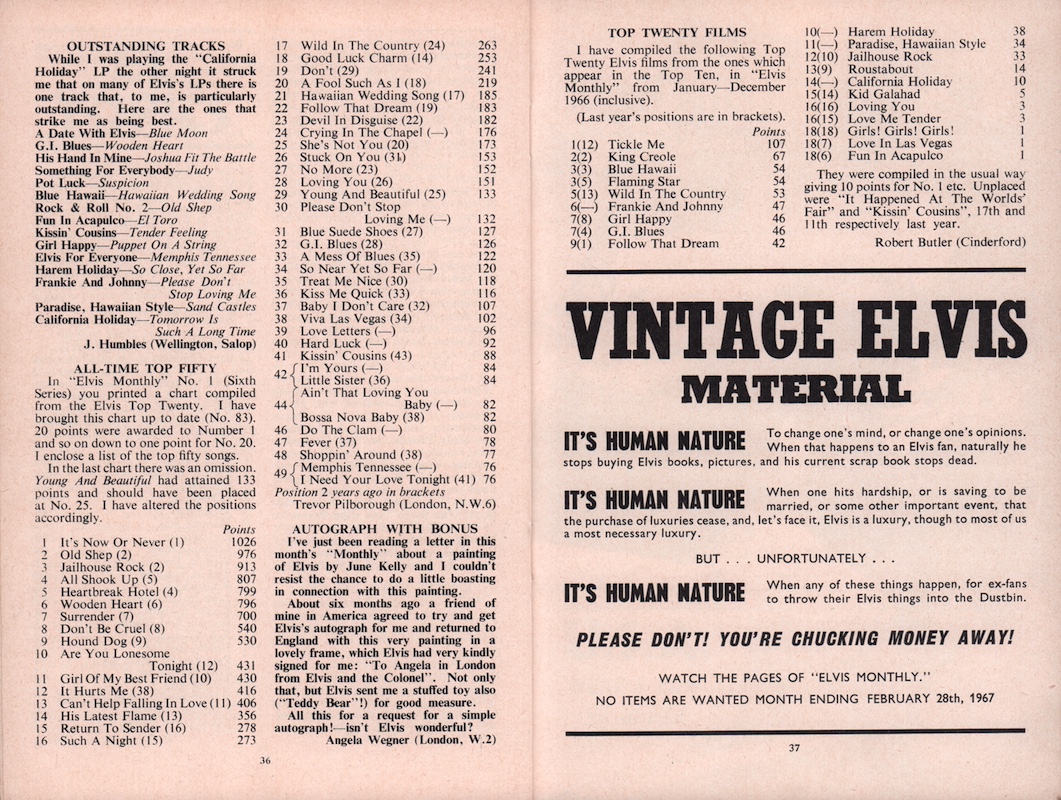 OUTSTANDING TRACKS
While I was playing the "California
Holiday" LP the other night it struck
me that on many of Elvis's LPs there is
one track that, to me, is particularly
outstanding. Here are the ones that
strike me as being best.
A Date With Elvis—Blue Moon
G.I. Blues—Wooden Heart
His Hand In Mine—Joshua Fit The Battle
Something For Everybody—Judy
Pot Luck—Suspicion
Blue Hawaii—Hawaiian Wedding Song
Rock & Roll No. 2—Old Shep
Fun In Acapulco—El Toro
Kissin' Cousins—Tender Feeling
Girl Happy—Puppet On A String
Elvis For Everyone—Memphis Tennessee
Harem Holiday—So Close, Yet So Far
Frankie And Johnny—Please Don't
Stop Loving Me
Paradise, Hawaiian Style—Sand Castles
California Holiday—Tomorrow Is
Such A Long Time
J. Humbles (Wellington, Salop)
ALL-TIME TOP FIFTY
In "Elvis Monthly" No. 1 (Sixth
Series) you printed a chart compiled
from the Elvis Top Twenty. I have
brought this chart up to date (No. 83).
20 points were awarded to Number 1
and so on down to one point for No. 20.
I enclose a list of the top fifty songs.
In the last chart there was an omission.
Young And Beautiful had attained 133
points and should have been placed
at No. 25. I have altered the positions
accordingly.
Points
1 It's Now Or Never (1) 1026
2 Old Shep (2) 976
3 Jailhouse Rock (2) 913
4 All Shook Up (5) 807
5 Heartbreak Hotel (4) 799
6 Wooden Heart (6) 796
7 Surrender (7) 700
8 Don't Be Cruel (8) 540
9 Hound Dog (9) 530
10 Are You Lonesome
Tonight (12) 431
11 Girl Of My Best Friend (10) 430
12 It Hurts Me (38) 416
13 Can't Help Falling In Love (11) 406
14 His Latest Flame (13) 356
15 Return To Sender (16) 278
16 Such A Night (15) 273
17 Wild In The Country (24) 263
18 Good Luck Charm (14) 253
19 Don't (29) 241
20 A Fool Such As I (18) 219
21 Hawaiian Wedding Song (17) 185
22 Follow That Dream (19) 183
23 Devil In Disguise (22) 182
24 Crying In The Chapel (—) 176
25 She's Not You (20) 173
26 Stuck On You (31) 153
27 No More (23) 152
28 Loving You (26) 151
29 Young And Beautiful (25) 133
30 Please Don't Stop
Loving Me (—) 132
31 Blue Suede Shoes (27) 127
32 G.I. Blues (28) 126
33 A Mess Of Blues (35) 122
34 So Near Yet So Far (—) 120
35 Treat Me Nice (30) 118
36 Kiss Me Quick (33) 116
37 Baby I Don't Care (32) 107
38 Viva Las Vegas (34) 102
39 Love Letters (—) 96
40 Hard Luck (—) 92
41 Kissin' Cousins (43) 88
42 { I'm Yours (—) 84
Little Sister (36) 84
44 { Ain't That Loving You
Baby (—) 82
Bossa Nova Baby (38) 82
46 Do The Clam (—) 80
47 Fever (37) 78
48 Shoppin' Around (38) 77
49 { Memphis Tennessee (—) 76
I Need Your Love Tonight (41) 76
Position 2 years ago in brackets
Trevor Pilborough (London, N.W.6)
AUTOGRAPH WITH BONUS
I've just been reading a letter in this
month's "Monthly" about a painting
of Elvis by June Kelly and I couldn't
resist the chance to do a little boasting
in connection with this painting.
About six months ago a friend of
mine in America agreed to try and get
Elvis's autograph for me and returned to
England with this very painting in a
lovely frame, which Elvis had very kindly
signed for me: "To Angela in London
from Elvis and the Colonel". Not only
that, but Elvis sent me a stuffed toy also
("Teddy Bear"!) for good measure.
All this for a request for a simple
autograph!—isn't Elvis wonderful?
Angela Wegner (London, W.2)
36
TOP TWENTY FILMS
I have compiled the following Top
Twenty Elvis films from the ones which
appear in the Top Ten, in "Elvis
Monthly" from January—December
1966 (inclusive).
(Last year's positions are in brackets).
Points
1(12) Tickle Me 107
2(2) King Creole 67
3(3) Blue Hawaii 54
3(5) Flaming Star 54
5(13) Wild In The Country 53
6(—) Frankie And Johnny 47
7(8) Girl Happy 46
7(4) G.I. Blues 46
9(1) Follow That Dream 42
10(—) Harem Holiday 38
11(—) Paradise, Hawaiian Style 34
12(10) Jailhouse Rock 33
13(9) Roustabout 14
14(—) California Holiday 10
15(14) Kid Galahad 5
16(16) Loving You 3
16(15) Love Me Tender 3
18(18) Girls! Girls! Girls! 1
18(7) Love In Las Vegas 1
18(6) Fun In Acapulco 1
They were compiled in the usual way
giving 10 points for No. 1 etc. Unplaced
were "It Happened At The Worlds'
Fair" and "Kissin' Cousins", 17th and
11th respectively last year.
Robert Butler (Cinderford)
VINTAGE ELVIS
MATERIAL
IT'S HUMAN NATURE To change one's mind, or change one's opinions.
When that happens to an Elvis fan, naturally he
stops buying Elvis books, pictures, and his current scrap book stops dead.
IT'S HUMAN NATURE When one hits hardship, or is saving to be
married, or some other important event, that
the purchase of luxuries cease, and, let's face it, Elvis is a luxury, though to most of us
a most necessary luxury.
BUT . . . UNFORTUNATELY . . .
IT'S HUMAN NATURE When any of these things happen, for ex-fans
to throw their Elvis things into the Dustbin.
PLEASE DON'T! YOU'RE CHUCKING MONEY AWAY!
WATCH THE PAGES OF "ELVIS MONTHLY."
NO ITEMS ARE WANTED MONTH ENDING FEBRUARY 28th, 1967
37